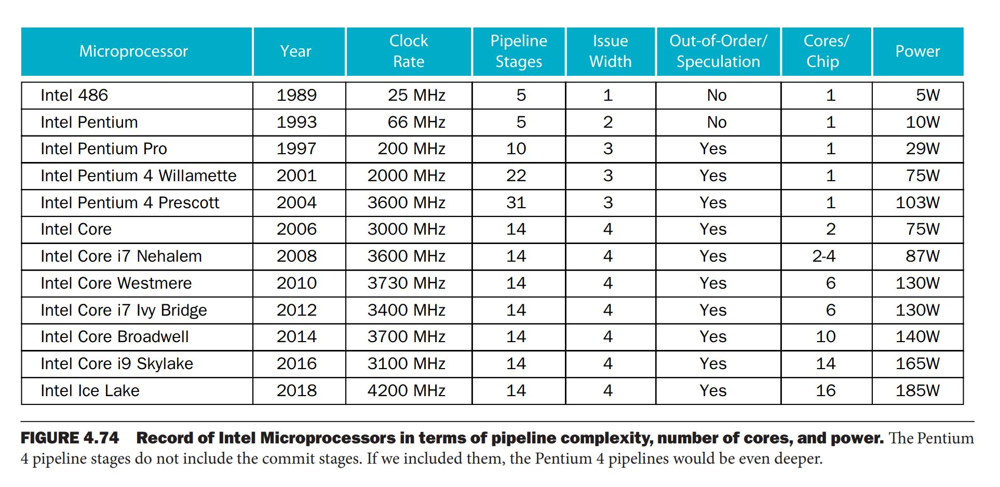 Microprocessor Year Clock Rate Pipeline Stages Issue Width Out-of-Order/ Speculation Cores/ Chip Power
Intel 486 1989 25 MHz 5 1 No 1 5W
Intel Pentium 1993 66 MHz 5 2 No 1 10W
Intel Pentium Pro 1997 200 MHz 10 3 Yes 1 29W
Intel Pentium 4 Willamette 2001 2000 MHz 22 3 Yes 1 75W
Intel Pentium 4 Prescott 2004 3600 MHz 31 3 Yes 1 103W
Intel Core 2006 3000 MHz 14 4 Yes 2 75W
Intel Core i7 Nehalem 2008 3600 MHz 14 4 Yes 2-4 87W
Intel Core Westmere 2010 3730 MHz 14 4 Yes 6 130W
Intel Core i7 Ivy Bridge 2012 3400 MHz 14 4 Yes 6 130W
Intel Core Broadwell 2014 3700 MHz 14 4 Yes 10 140W
Intel Core i9 Skylake 2016 3100 MHz 14 4 Yes 14 165W
Intel Ice Lake 2018 4200 MHz 14 4 Yes 16 185W
FIGURE 4.74 Record of Intel Microprocessors in terms of pipeline complexity, number of cores, and power. The Pentium
4 pipeline stages do not include the commit stages. If we included them, the Pentium 4 pipelines would be even deeper.